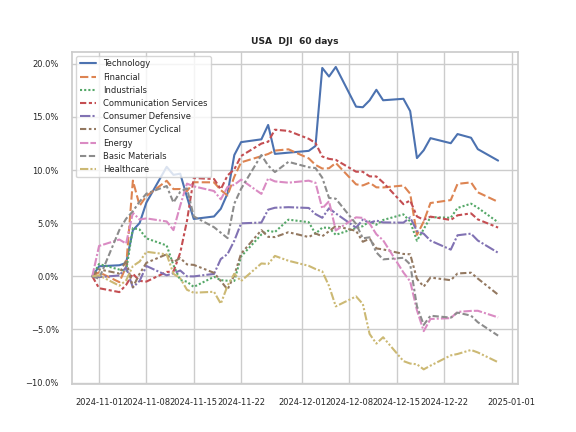 USA DJI 60 days
20.0%
15.0%
10.0%
5.0%
0.0%
−5.0%
−10.0%
Technology
Financial
Industrials
Communication Services
Consumer Defensive
Consumer Cyclical
Energy
Basic Materials
Healthcare
2024-11-01 2024-11-08 2024-11-15 2024-11-22 2024-12-01 2024-12-08 2024-12-15 2024-12-22 2025-01-01